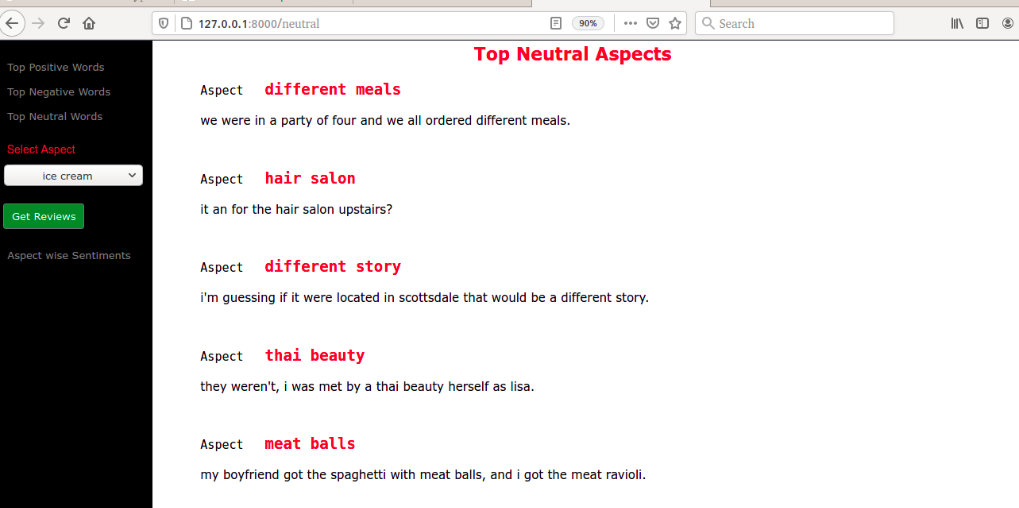 127.0.0.1:8000/neutral
90%
Search
Top Positive Words
Top Negative Words
Top Neutral Words
Select Aspect
ice cream
Get Reviews
Aspect wise Sentiments
Top Neutral Aspects
Aspect different meals
we were in a party of four and we all ordered different meals.
Aspect hair salon
it an for the hair salon upstairs?
Aspect different story
i'm guessing if it were located in scottsdale that would be a different story.
Aspect thai beauty
they weren't, i was met by a thai beauty herself as lisa.
Aspect meat balls
my boyfriend got the spaghetti with meat balls, and i got the meat ravioli.